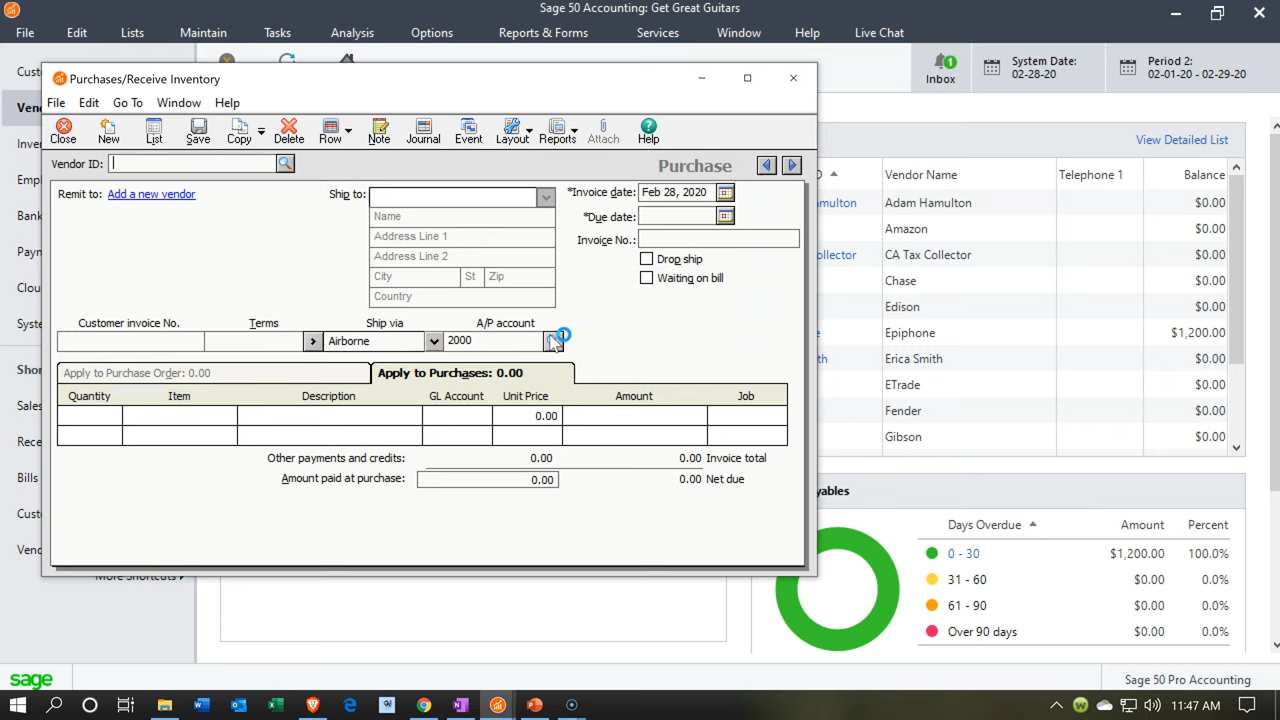 Sage 50 Accounting: Get Great Guitars
File Edit Lists Maintain Tasks Analysis Options Reports & Forms Services Window Help Live Chat
Purchases/Receive Inventory
Inbox 1
System Date: 02-28-20
Period 2: 02-01-20 - 02-29-20
File Edit Go To Window Help
Close New List Save Copy Delete Row Note Journal Event Layout Reports Attach Help
Vendor ID:
Purchase
Remit to: Add a new vendor
Ship to:
Name
Address Line 1
Address Line 2
City St Zip
Country
*Invoice date: Feb 28, 2020
*Due date:
Invoice No.:
Drop ship
Waiting on bill
Customer invoice No. Terms Ship via A/P account
Airborne 2000
Apply to Purchase Order: 0.00 Apply to Purchases: 0.00
Quantity Item Description GL Account Unit Price Amount Job
0.00
Other payments and credits: 0.00 0.00 Invoice total
Amount paid at purchase: 0.00 0.00 Net due
View Detailed List
Vendor Name Telephone 1 Balance
Adam Hamilton $0.00
Amazon $0.00
CA Tax Collector $0.00
Chase $0.00
Edison $0.00
Epiphone $1,200.00
Erica Smith $0.00
ETrade $0.00
Fender $0.00
Gibson $0.00
Days Overdue Amount Percent
0 - 30 $1,200.00 100.0%
31 - 60 $0.00 0.0%
61 - 90 $0.00 0.0%
Over 90 days $0.00 0.0%
sage
Sage 50 Pro Accounting
11:47 AM